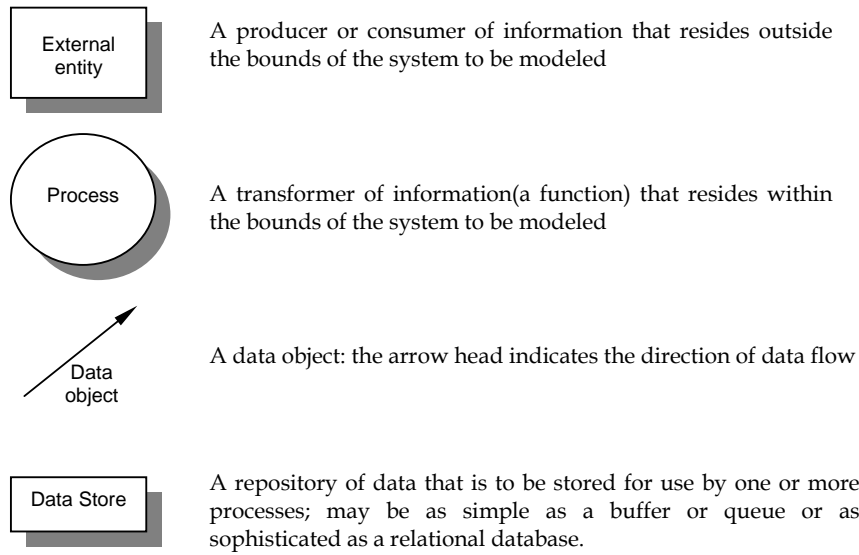 External
entity
A producer or consumer of information that resides outside
the bounds of the system to be modeled
Process
A transformer of information(a function) that resides within
the bounds of the system to be modeled
Data
object
A data object: the arrow head indicates the direction of data flow
Data Store
A repository of data that is to be stored for use by one or more
processes; may be as simple as a buffer or queue or as
sophisticated as a relational database.